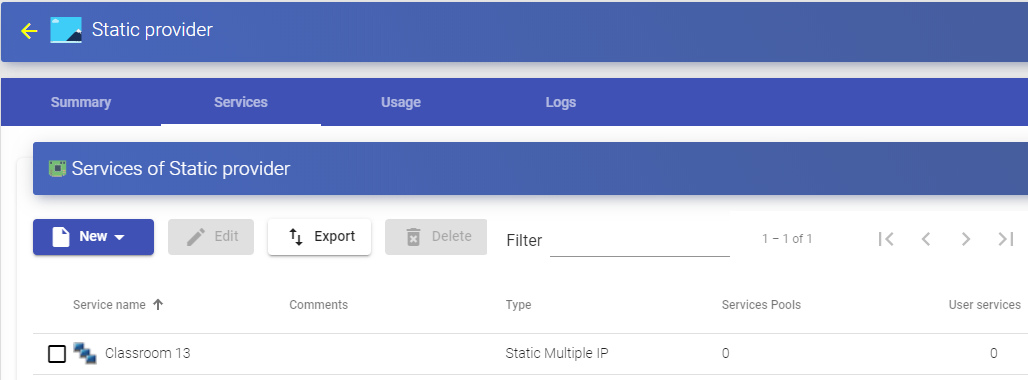 Static provider
Summary Services Usage Logs
Services of Static provider
New Edit Export Delete Filter 1 – 1 of 1
Service name Comments Type Services Pools User services
Classroom 13 Static Multiple IP 0 0